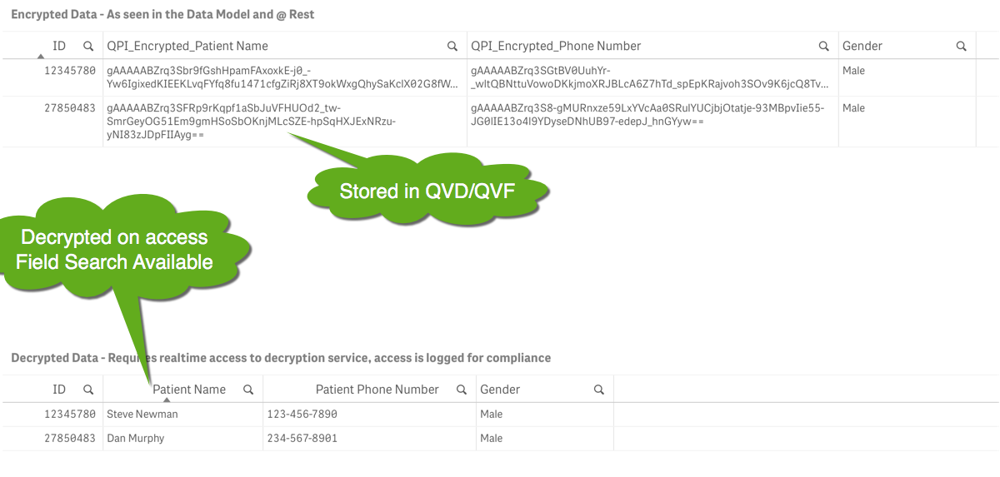 Encrypted Data - As seen in the Data Model and @ Rest
ID QPI_Encrypted_Patient Name QPI_Encrypted_Phone Number Gender
12345780 gAAAAABZrq3Sbr9fGshHpamFAxoxkE-j0_- gAAAAABZrq3SGtBV0UuhYr- Male
Yw6IgixedKIEEKLvqFYfq8fu1471cfgZiRj8XT9okWxgQhySaKclX02G8fW... _wltQBNttuVowoDKkjmoXRJBLcA6Z7hTd_spEpKRajvoh3SOv9K6jcQ8Tv...
27850483 gAAAAABZrq3SFRp9rKqpf1aSbJuVFHUOd2_tw- gAAAAABZrq3S8-gMURnxze59LxYVcAa0SRulYUCjbjOtatje-93MBpvIie55- Male
SmrGeyOG51Em9gmHSoSbOKnjMLcSZE-hpSqHXJExNRzu- JG0IIE13o4l9YDyseDNhUB97-edepJ_hnGYyw==
yNI83zJDpFIIAyg==
Stored in QVD/QVF
Decrypted on access
Field Search Available
Decrypted Data - Requires realtime access to decryption service, access is logged for compliance
ID Patient Name Patient Phone Number Gender
12345780 Steve Newman 123-456-7890 Male
27850483 Dan Murphy 234-567-8901 Male